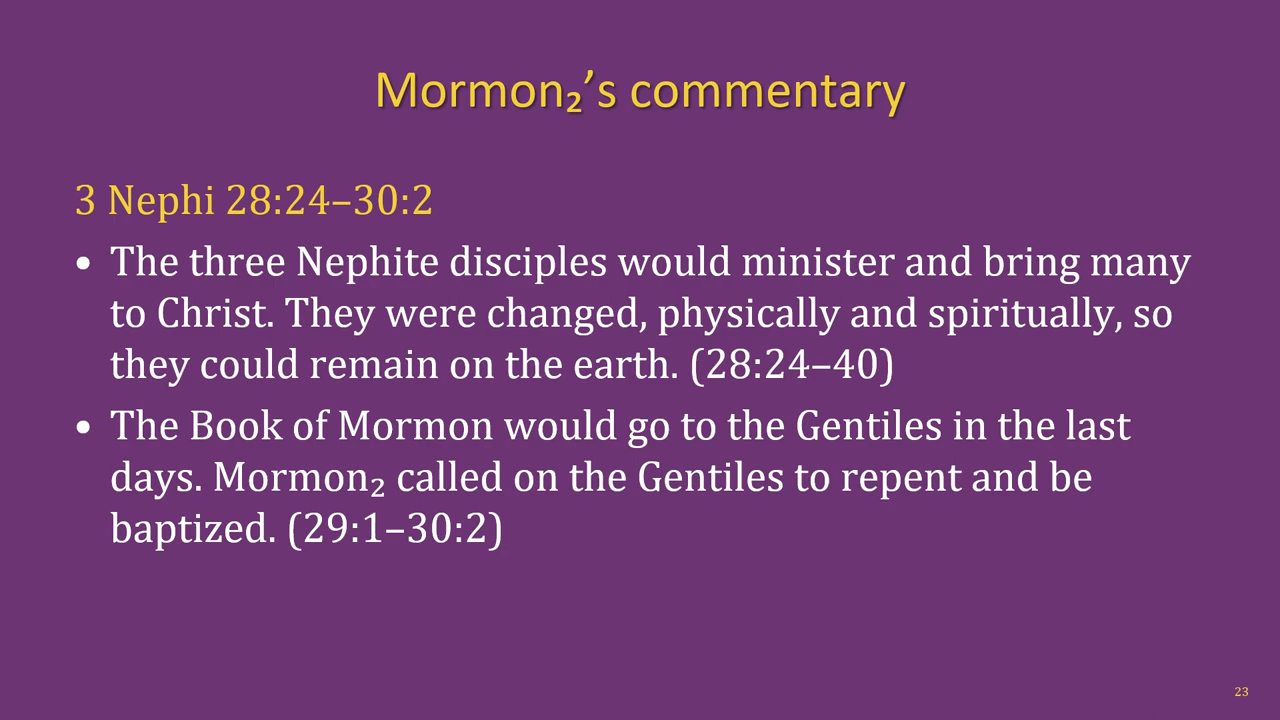 Mormon₂’s commentary
3 Nephi 28:24–30:2
• The three Nephite disciples would minister and bring many
to Christ. They were changed, physically and spiritually, so
they could remain on the earth. (28:24–40)
• The Book of Mormon would go to the Gentiles in the last
days. Mormon₂ called on the Gentiles to repent and be
baptized. (29:1–30:2)
23